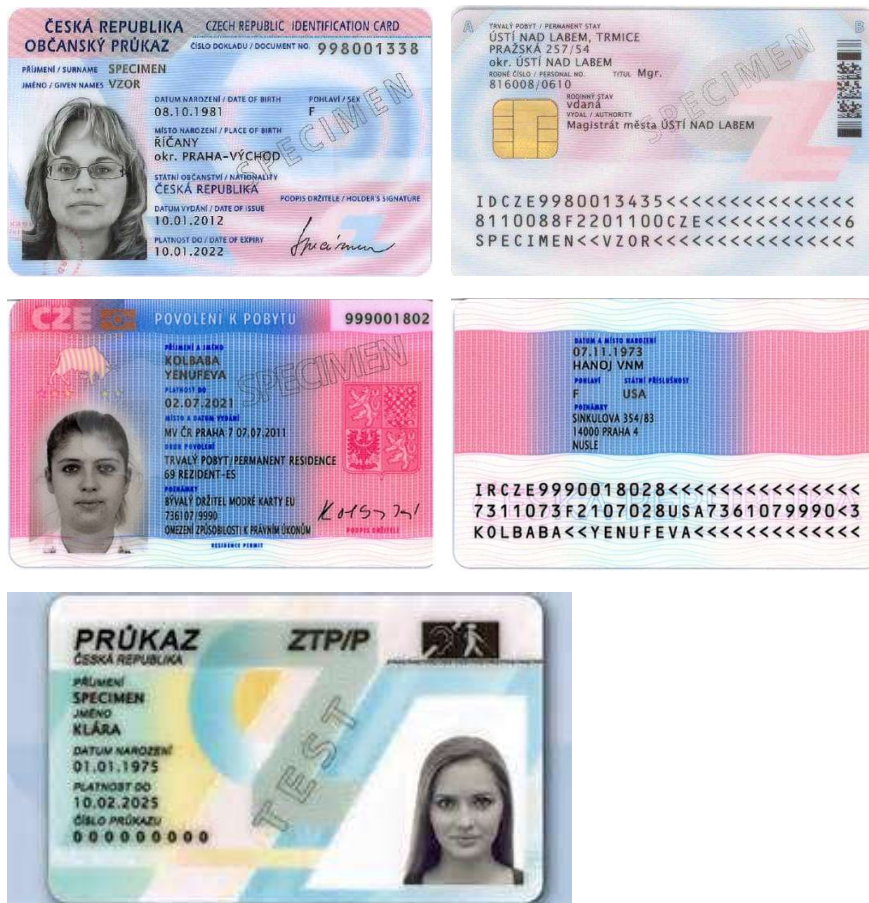 ČESKÁ REPUBLIKA CZECH REPUBLIC IDENTIFICATION CARD
OBČANSKÝ PRŮKAZ ČÍSLO DOKLADU / DOCUMENT NO. 998001338
PŘÍJMENÍ / SURNAME SPECIMEN
JMÉNO / GIVEN NAMES VZOR
DATUM NAROZENÍ / DATE OF BIRTH POHLAVÍ / SEX
08.10.1981 F
MÍSTO NAROZENÍ / PLACE OF BIRTH
ŘÍČANY
okr. PRAHA-VÝCHOD
STÁTNÍ OBČANSTVÍ / NATIONALITY
ČESKÁ REPUBLIKA
PODPIS DRŽITELE / HOLDER'S SIGNATURE
DATUM VYDÁNÍ / DATE OF ISSUE
10.01.2012
PLATNOST DO / DATE OF EXPIRY
10.01.2022
Specimen
SPECIMEN
A B
TRVALÝ POBYT / PERMANENT STAY
ÚSTÍ NAD LABEM, TRMICE
PRAŽSKÁ 257/54
okr. ÚSTÍ NAD LABEM
RODNÉ ČÍSLO / PERSONAL NO. TITUL Mgr.
816008/0610
RODINNÝ STAV
vdaná
VYDAL / AUTHORITY
Magistrát města ÚSTÍ NAD LABEM
SPECIMEN
IDCZE9980013435<<<<<<<<<<<<<<<
8110088F2201100CZE<<<<<<<<<<<6
SPECIMEN<<VZOR<<<<<<<<<<<<<<<<
CZE POVOLENÍ K POBYTU 999001802
PŘÍJMENÍ A JMÉNO
KOLBABA
YENUFEVA
PLATNOST DO
02.07.2021
MÍSTO A DATUM VYDÁNÍ
MV ČR PRAHA 7 07.07.2011
DRUH POVOLENÍ
TRVALÝ POBYT/PERMANENT RESIDENCE
69 REZIDENT-ES
POZNÁMKY
BÝVALÝ DRŽITEL MODRÉ KARTY EU
736107/9990
OMEZENÍ ZPŮSOBILOSTI K PRÁVNÍM ÚKONŮM
PODPIS DRŽITELE
RESIDENCE PERMIT
SPECIMEN
DATUM A MÍSTO NAROZENÍ
07.11.1973
HANOJ VNM
POHLAVÍ STÁTNÍ PŘÍSLUŠNOST
F USA
POZNÁMKY
SINKULOVA 354/83
14000 PRAHA 4
NUSLE
IRCZE9990018028<<<<<<<<<<<<<<<
7311073F2107028USA7361079990<3
KOLBABA<<YENUFEVA<<<<<<<<<<<<<
PRŮKAZ ZTP/P
ČESKÁ REPUBLIKA
PŘÍJMENÍ
SPECIMEN
JMÉNO
KLÁRA
DATUM NAROZENÍ
01.01.1975
PLATNOST DO
10.02.2025
ČÍSLO PRŮKAZU
000000000
TEST